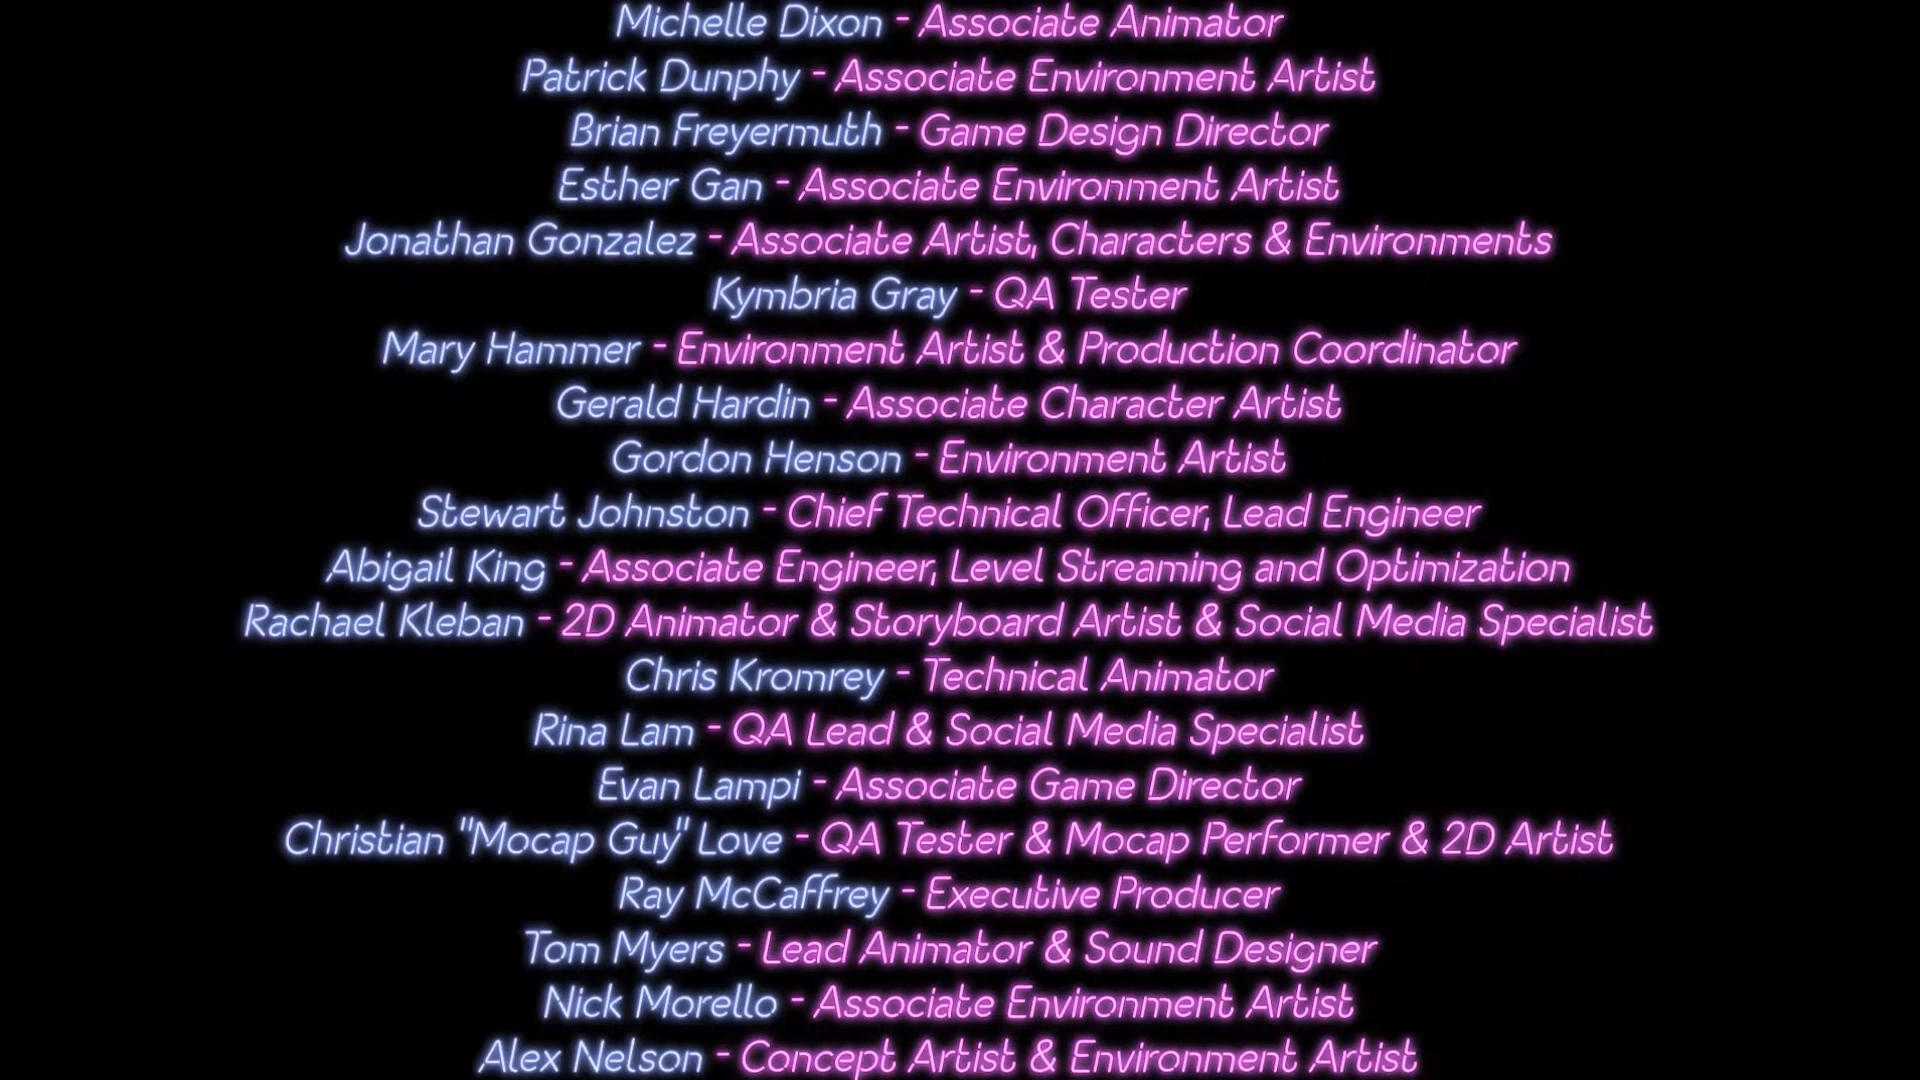 Michelle Dixon - Associate Animator
Patrick Dunphy - Associate Environment Artist
Brian Freyermuth - Game Design Director
Esther Gan - Associate Environment Artist
Jonathan Gonzalez - Associate Artist, Characters & Environments
Kymbria Gray - QA Tester
Mary Hammer - Environment Artist & Production Coordinator
Gerald Hardin - Associate Character Artist
Gordon Henson - Environment Artist
Stewart Johnston - Chief Technical Officer, Lead Engineer
Abigail King - Associate Engineer, Level Streaming and Optimization
Rachael Kleban - 2D Animator & Storyboard Artist & Social Media Specialist
Chris Kromrey - Technical Animator
Rina Lam - QA Lead & Social Media Specialist
Evan Lampi - Associate Game Director
Christian "Mocap Guy" Love - QA Tester & Mocap Performer & 2D Artist
Ray McCaffrey - Executive Producer
Tom Myers - Lead Animator & Sound Designer
Nick Morello - Associate Environment Artist
Alex Nelson - Concept Artist & Environment Artist